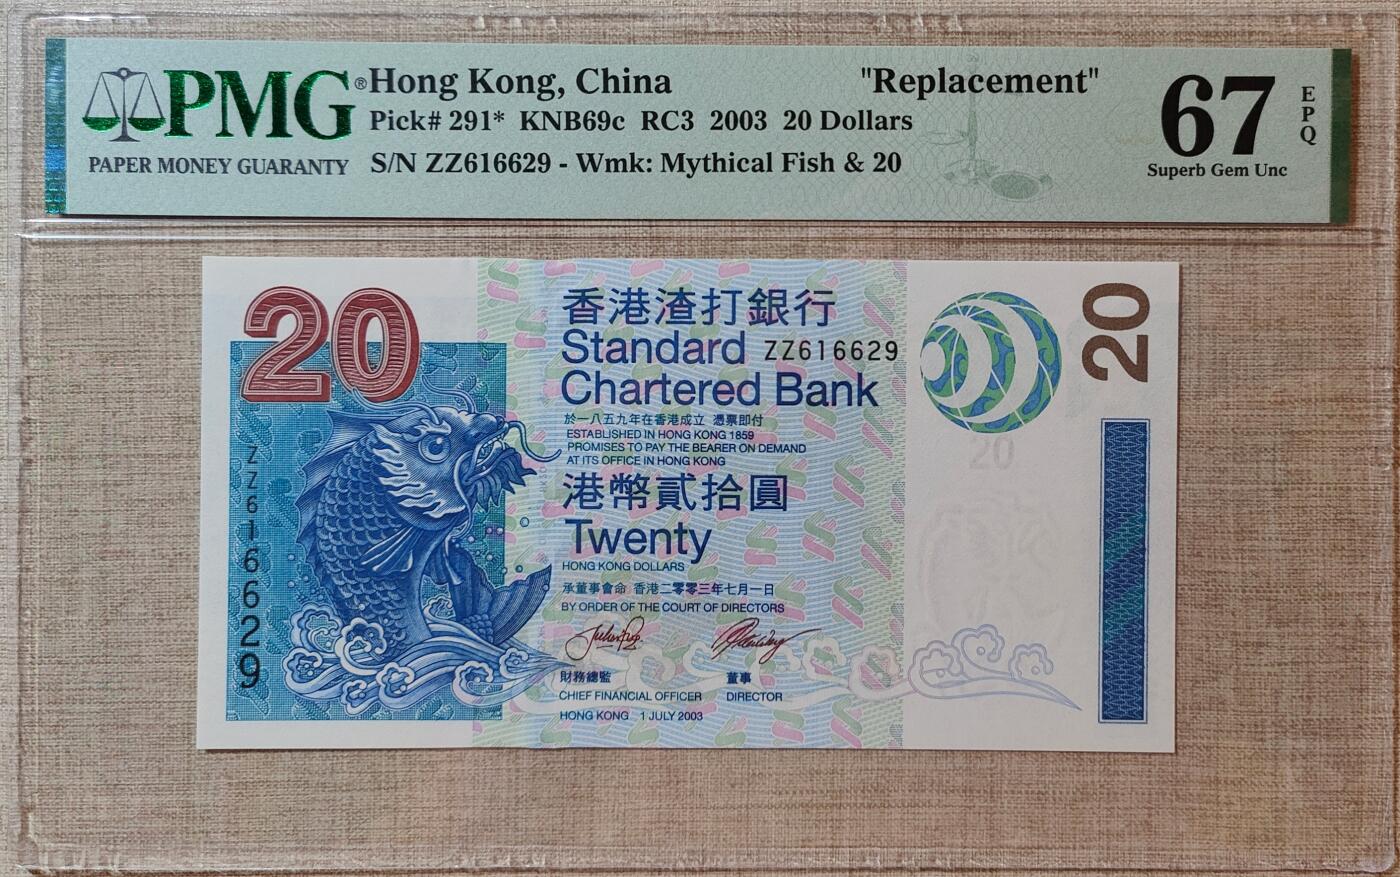 PMG®
PAPER MONEY GUARANTY
Hong Kong, China "Replacement"
Pick# 291* KNB69c RC3 2003 20 Dollars
S/N ZZ616629 - Wmk: Mythical Fish & 20
67
EPQ
Superb Gem Unc
20
香港渣打銀行
Standard
ZZ616629
Chartered Bank
於一八五九年在香港成立 憑票即付
ESTABLISHED IN HONG KONG 1859
PROMISES TO PAY THE BEARER ON DEMAND
AT ITS OFFICE IN HONG KONG
港幣貳拾圓
Twenty
HONG KONG DOLLARS
承董事會命 香港二零零三年七月一日
BY ORDER OF THE COURT OF DIRECTORS
財務總監 董事
CHIEF FINANCIAL OFFICER DIRECTOR
HONG KONG 1 JULY 2003
ZZ616629
20
20